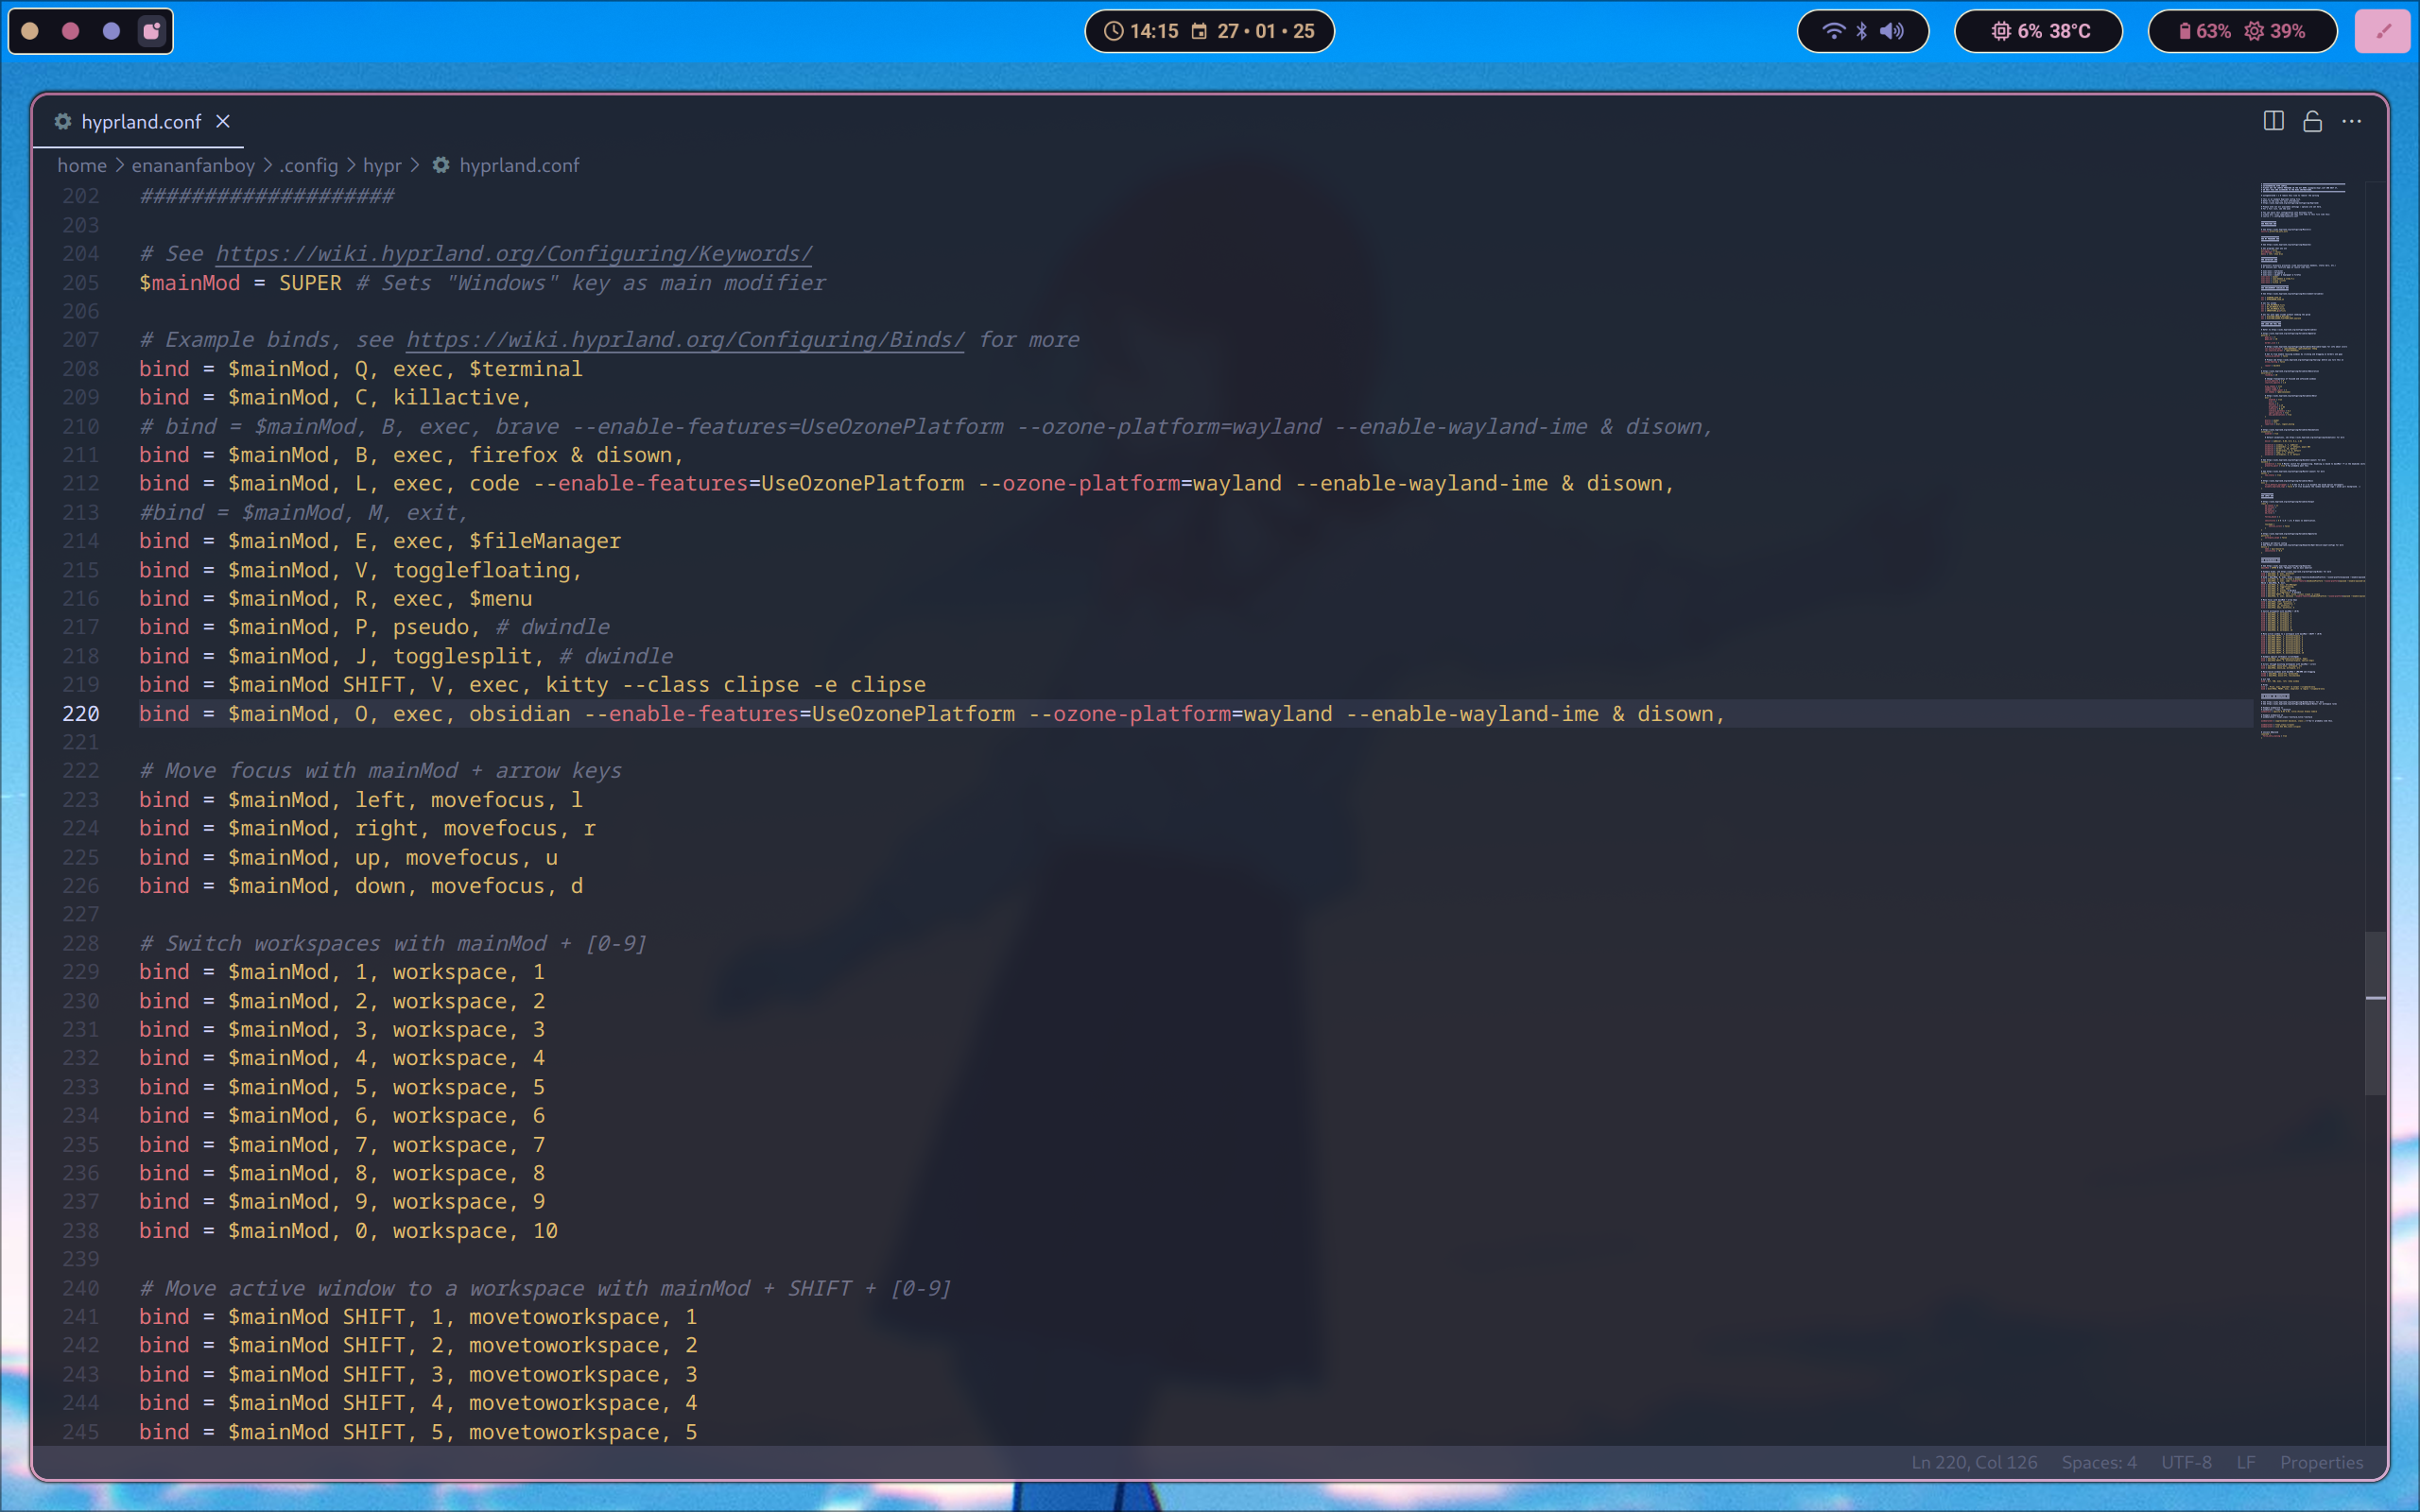 14:15 27 • 01 • 25
6% 38°C
63% 39%
hyprland.conf
home > enananfanboy > .config > hypr > hyprland.conf
202 ####################
203
204 # See https://wiki.hyprland.org/Configuring/Keywords/
205 $mainMod = SUPER # Sets "Windows" key as main modifier
206
207 # Example binds, see https://wiki.hyprland.org/Configuring/Binds/ for more
208 bind = $mainMod, Q, exec, $terminal
209 bind = $mainMod, C, killactive,
210 # bind = $mainMod, B, exec, brave --enable-features=UseOzonePlatform --ozone-platform=wayland --enable-wayland-ime & disown,
211 bind = $mainMod, B, exec, firefox & disown,
212 bind = $mainMod, L, exec, code --enable-features=UseOzonePlatform --ozone-platform=wayland --enable-wayland-ime & disown,
213 #bind = $mainMod, M, exit,
214 bind = $mainMod, E, exec, $fileManager
215 bind = $mainMod, V, togglefloating,
216 bind = $mainMod, R, exec, $menu
217 bind = $mainMod, P, pseudo, # dwindle
218 bind = $mainMod, J, togglesplit, # dwindle
219 bind = $mainMod SHIFT, V, exec, kitty --class clipse -e clipse
220 bind = $mainMod, O, exec, obsidian --enable-features=UseOzonePlatform --ozone-platform=wayland --enable-wayland-ime & disown,
221
222 # Move focus with mainMod + arrow keys
223 bind = $mainMod, left, movefocus, l
224 bind = $mainMod, right, movefocus, r
225 bind = $mainMod, up, movefocus, u
226 bind = $mainMod, down, movefocus, d
227
228 # Switch workspaces with mainMod + [0-9]
229 bind = $mainMod, 1, workspace, 1
230 bind = $mainMod, 2, workspace, 2
231 bind = $mainMod, 3, workspace, 3
232 bind = $mainMod, 4, workspace, 4
233 bind = $mainMod, 5, workspace, 5
234 bind = $mainMod, 6, workspace, 6
235 bind = $mainMod, 7, workspace, 7
236 bind = $mainMod, 8, workspace, 8
237 bind = $mainMod, 9, workspace, 9
238 bind = $mainMod, 0, workspace, 10
239
240 # Move active window to a workspace with mainMod + SHIFT + [0-9]
241 bind = $mainMod SHIFT, 1, movetoworkspace, 1
242 bind = $mainMod SHIFT, 2, movetoworkspace, 2
243 bind = $mainMod SHIFT, 3, movetoworkspace, 3
244 bind = $mainMod SHIFT, 4, movetoworkspace, 4
245 bind = $mainMod SHIFT, 5, movetoworkspace, 5
Ln 220, Col 126 Spaces: 4 UTF-8 LF Properties